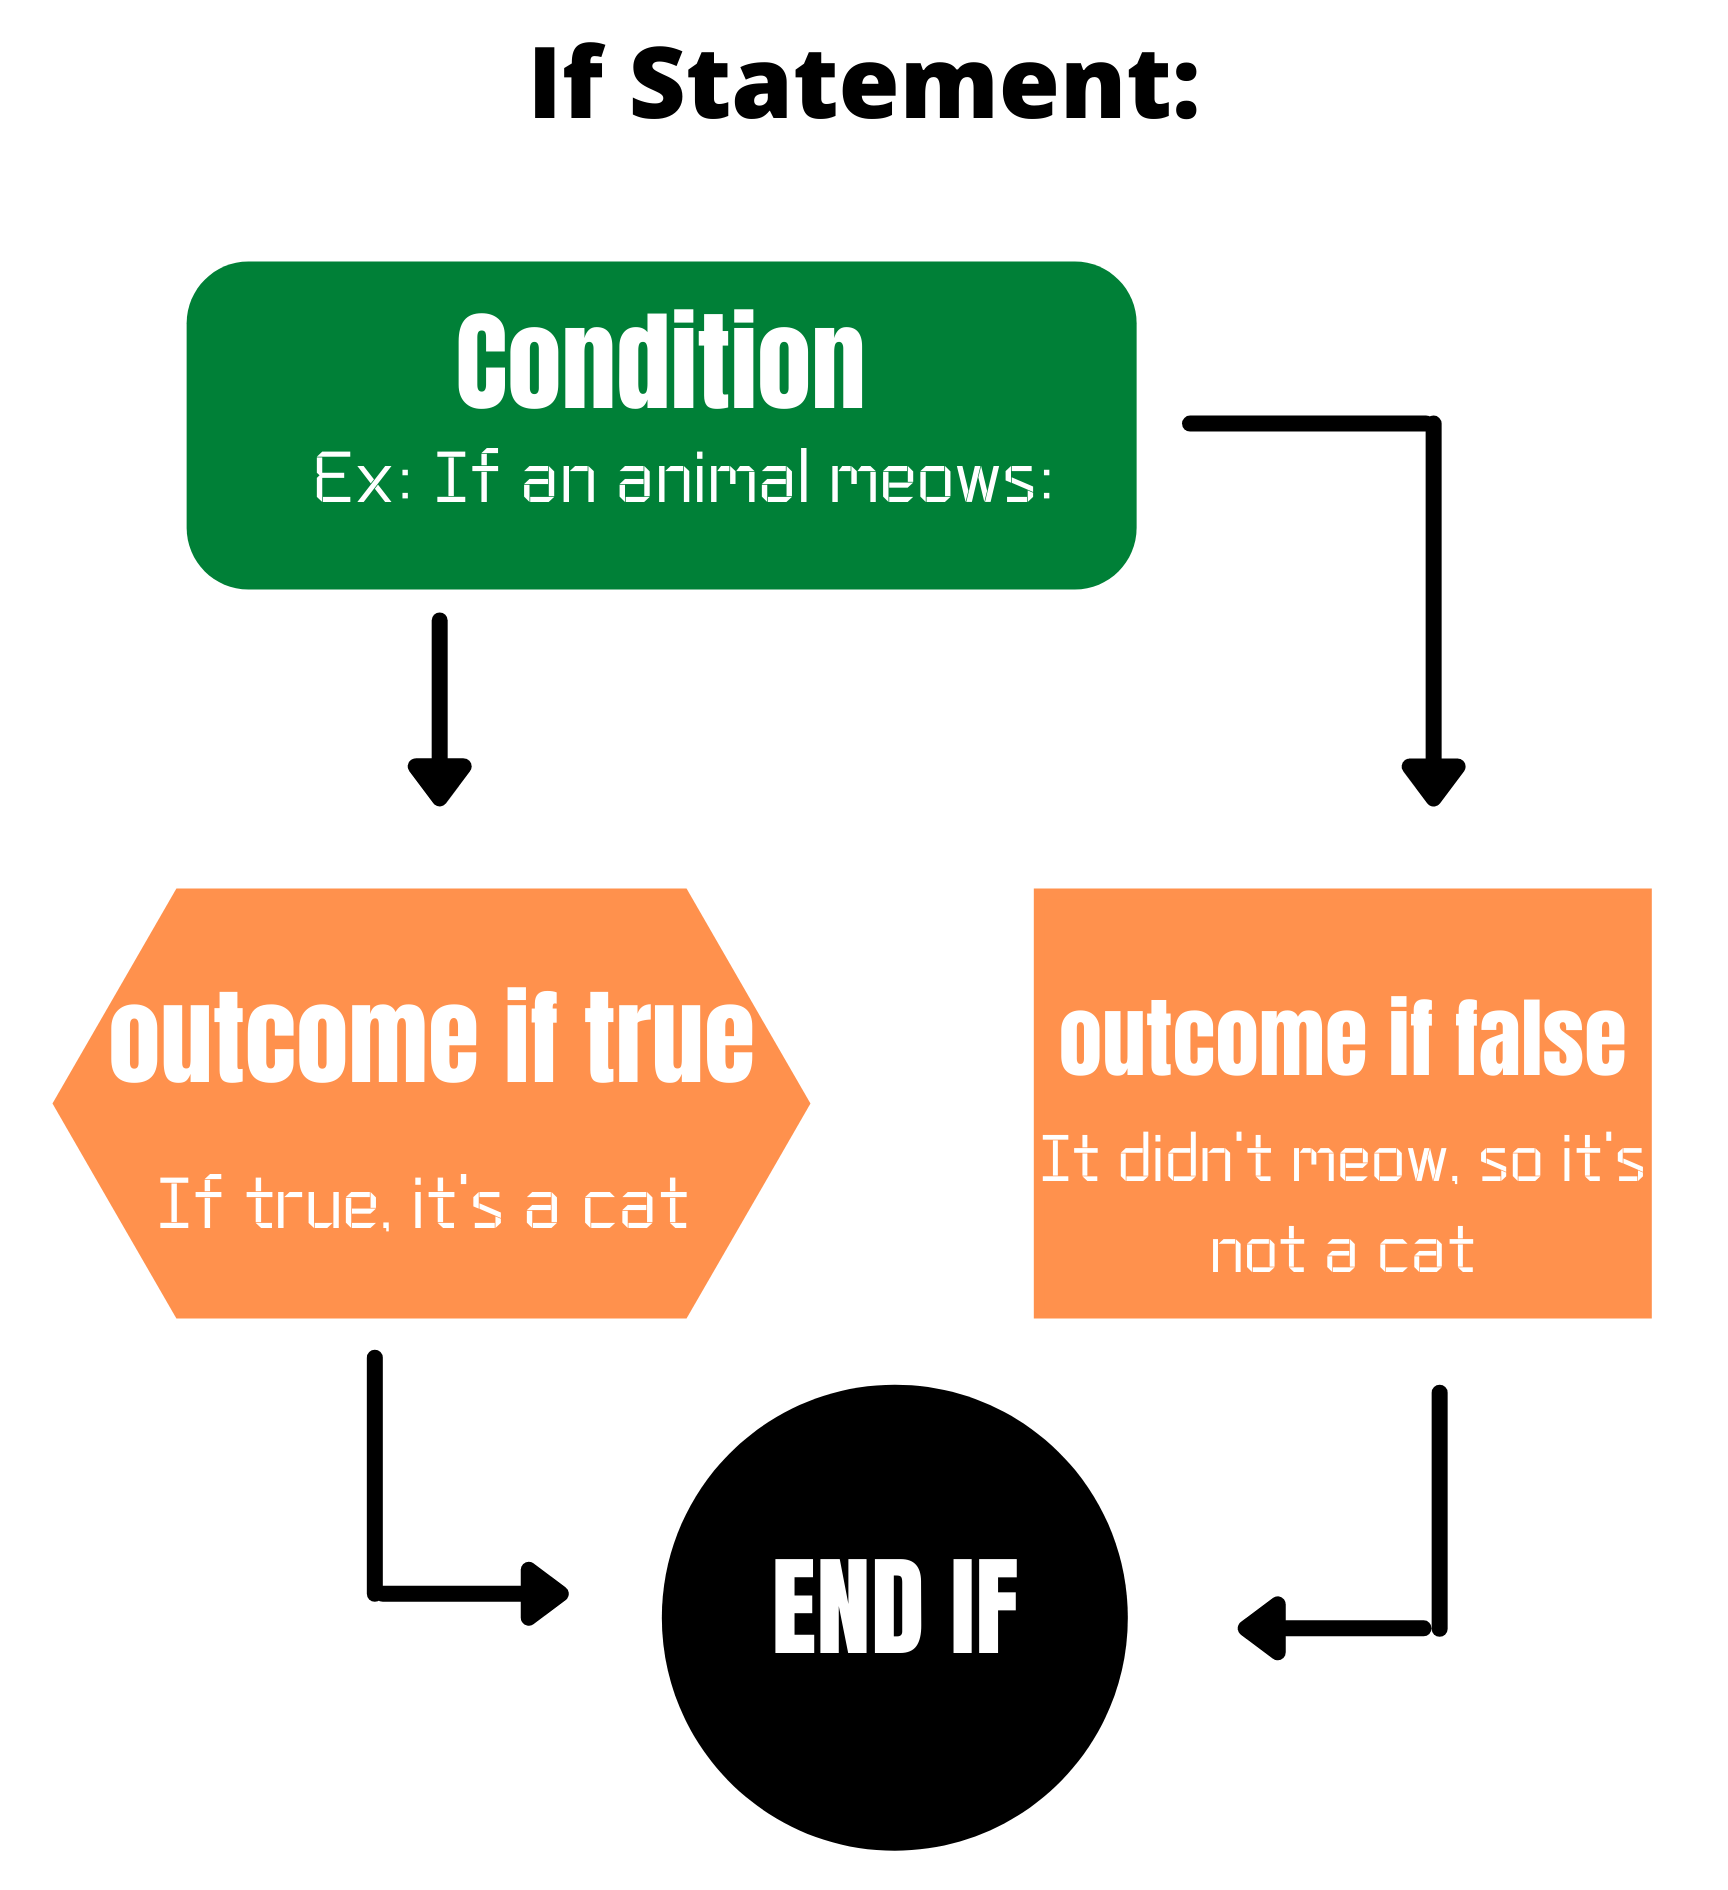 If Statement:
Condition
Ex: If an animal meows:
outcome if true
If true, it's a cat
outcome if false
It didn't meow, so it's
not a cat
END IF